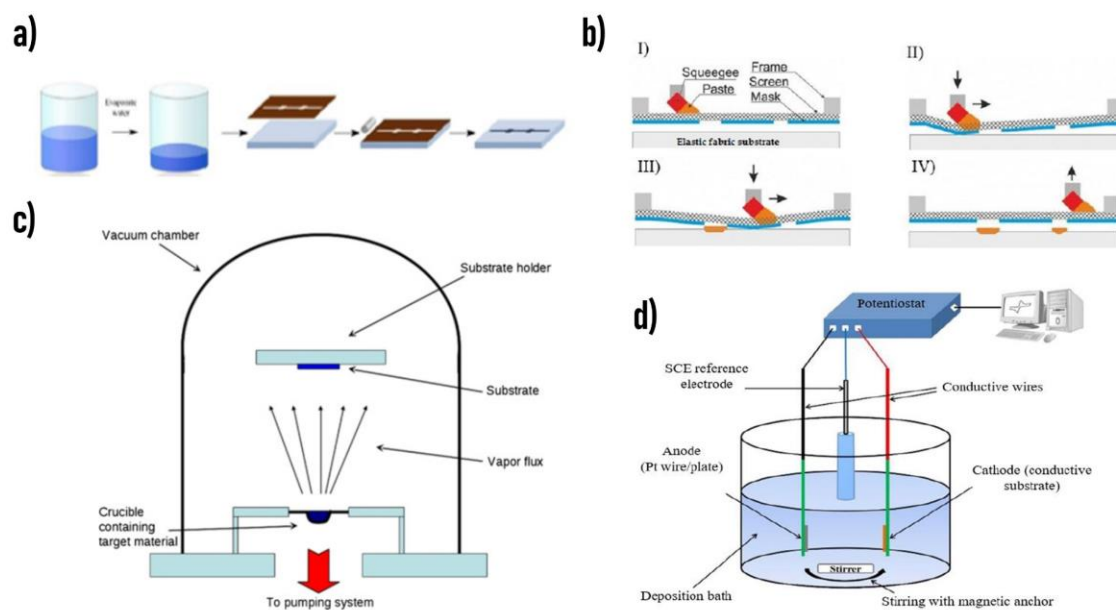 a)
Evaporate
water
b)
I)
Squeegee
Paste
Frame
Screen
Mask
Elastic fabric substrate
II)
III)
IV)
c)
Vacuum chamber
Substrate holder
Substrate
Vapor flux
Crucible
containing
target material
To pumping system
d)
Potentiostat
SCE reference
electrode
Conductive wires
Anode
(Pt wire/plate)
Cathode (conductive
substrate)
Stirrer
Deposition bath
Stirring with magnetic anchor